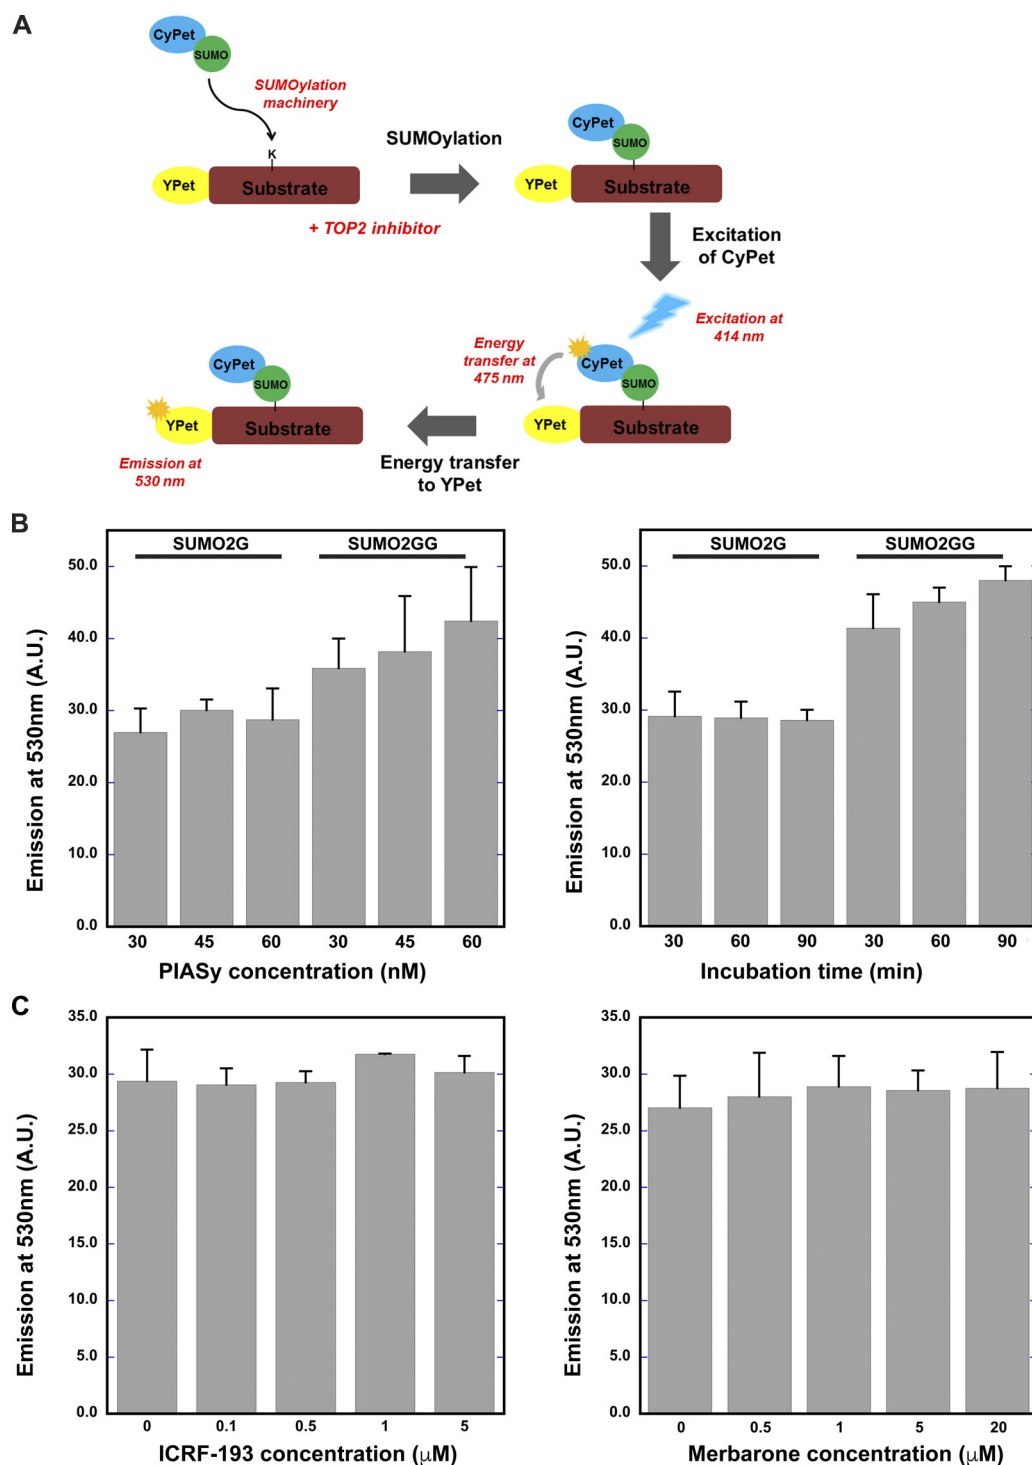 A
CyPet
SUMO
SUMOylation
machinery
K
YPet
Substrate
SUMOylation
+ TOP2 inhibitor
CyPet
SUMO
YPet
Substrate
Excitation
of CyPet
Excitation at
414 nm
Energy
transfer at
475 nm
CyPet
SUMO
YPet
Substrate
Energy transfer
to YPet
CyPet
SUMO
YPet
Substrate
Emission at
530 nm
B
SUMO2G SUMO2GG
50.0
40.0
30.0
20.0
10.0
0.0
Emission at 530nm (A.U.)
30 45 60 30 45 60
PIASy concentration (nM)
SUMO2G SUMO2GG
50.0
40.0
30.0
20.0
10.0
0.0
Emission at 530nm (A.U.)
30 60 90 30 60 90
Incubation time (min)
C
35.0
30.0
25.0
20.0
15.0
10.0
5.0
0.0
Emission at 530nm (A.U.)
0 0.1 0.5 1 5
ICRF-193 concentration (μM)
35.0
30.0
25.0
20.0
15.0
10.0
5.0
0.0
Emission at 530nm (A.U.)
0 0.5 1 5 20
Merbarone concentration (μM)